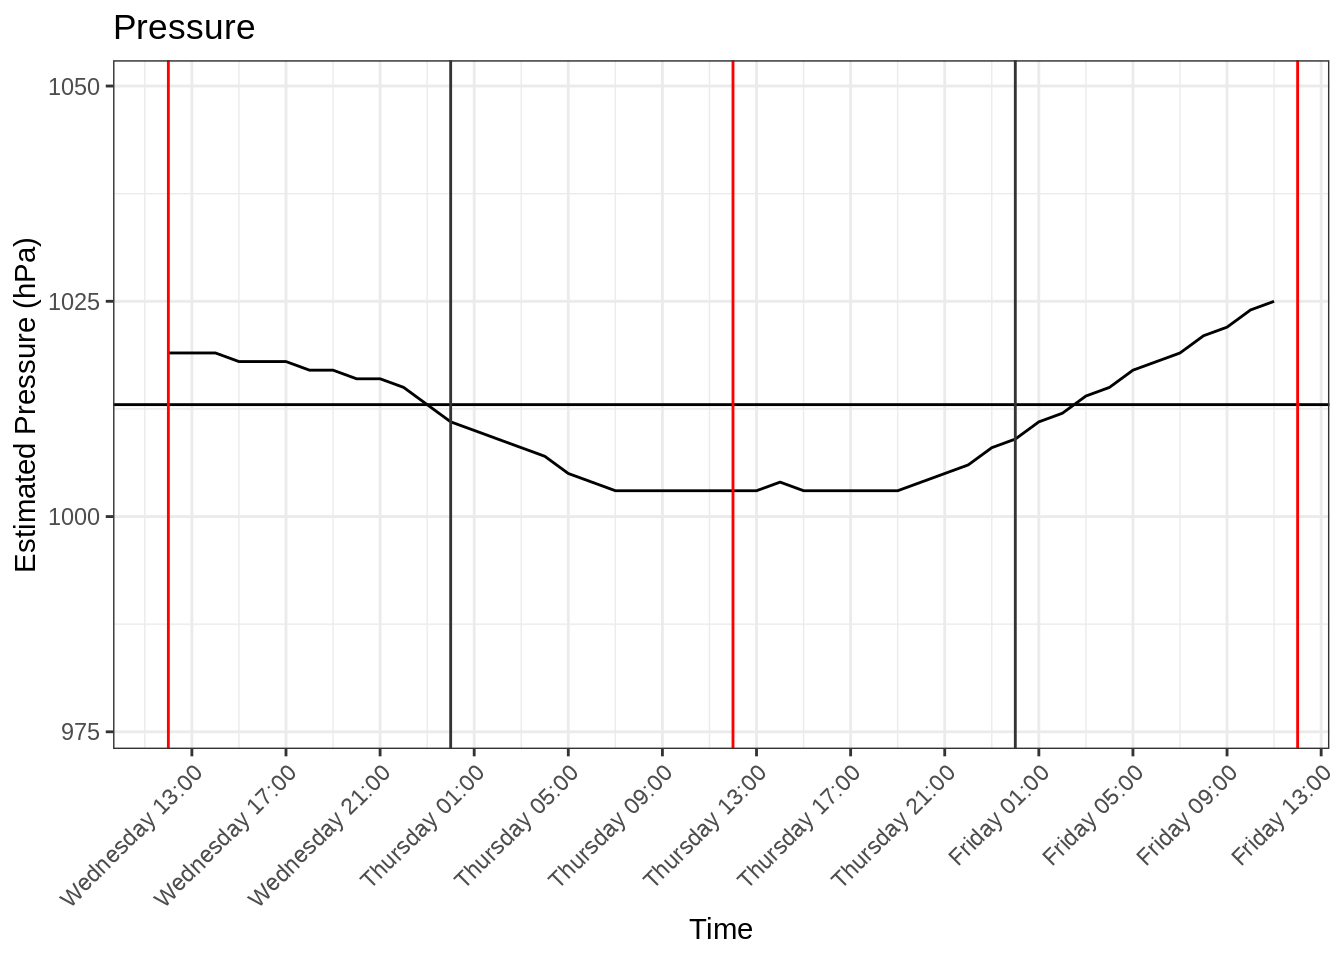 Pressure
Estimated Pressure (hPa)
1050
1025
1000
975
Wednesday 13:00
Wednesday 17:00
Wednesday 21:00
Thursday 01:00
Thursday 05:00
Thursday 09:00
Thursday 13:00
Thursday 17:00
Thursday 21:00
Friday 01:00
Friday 05:00
Friday 09:00
Friday 13:00
Time